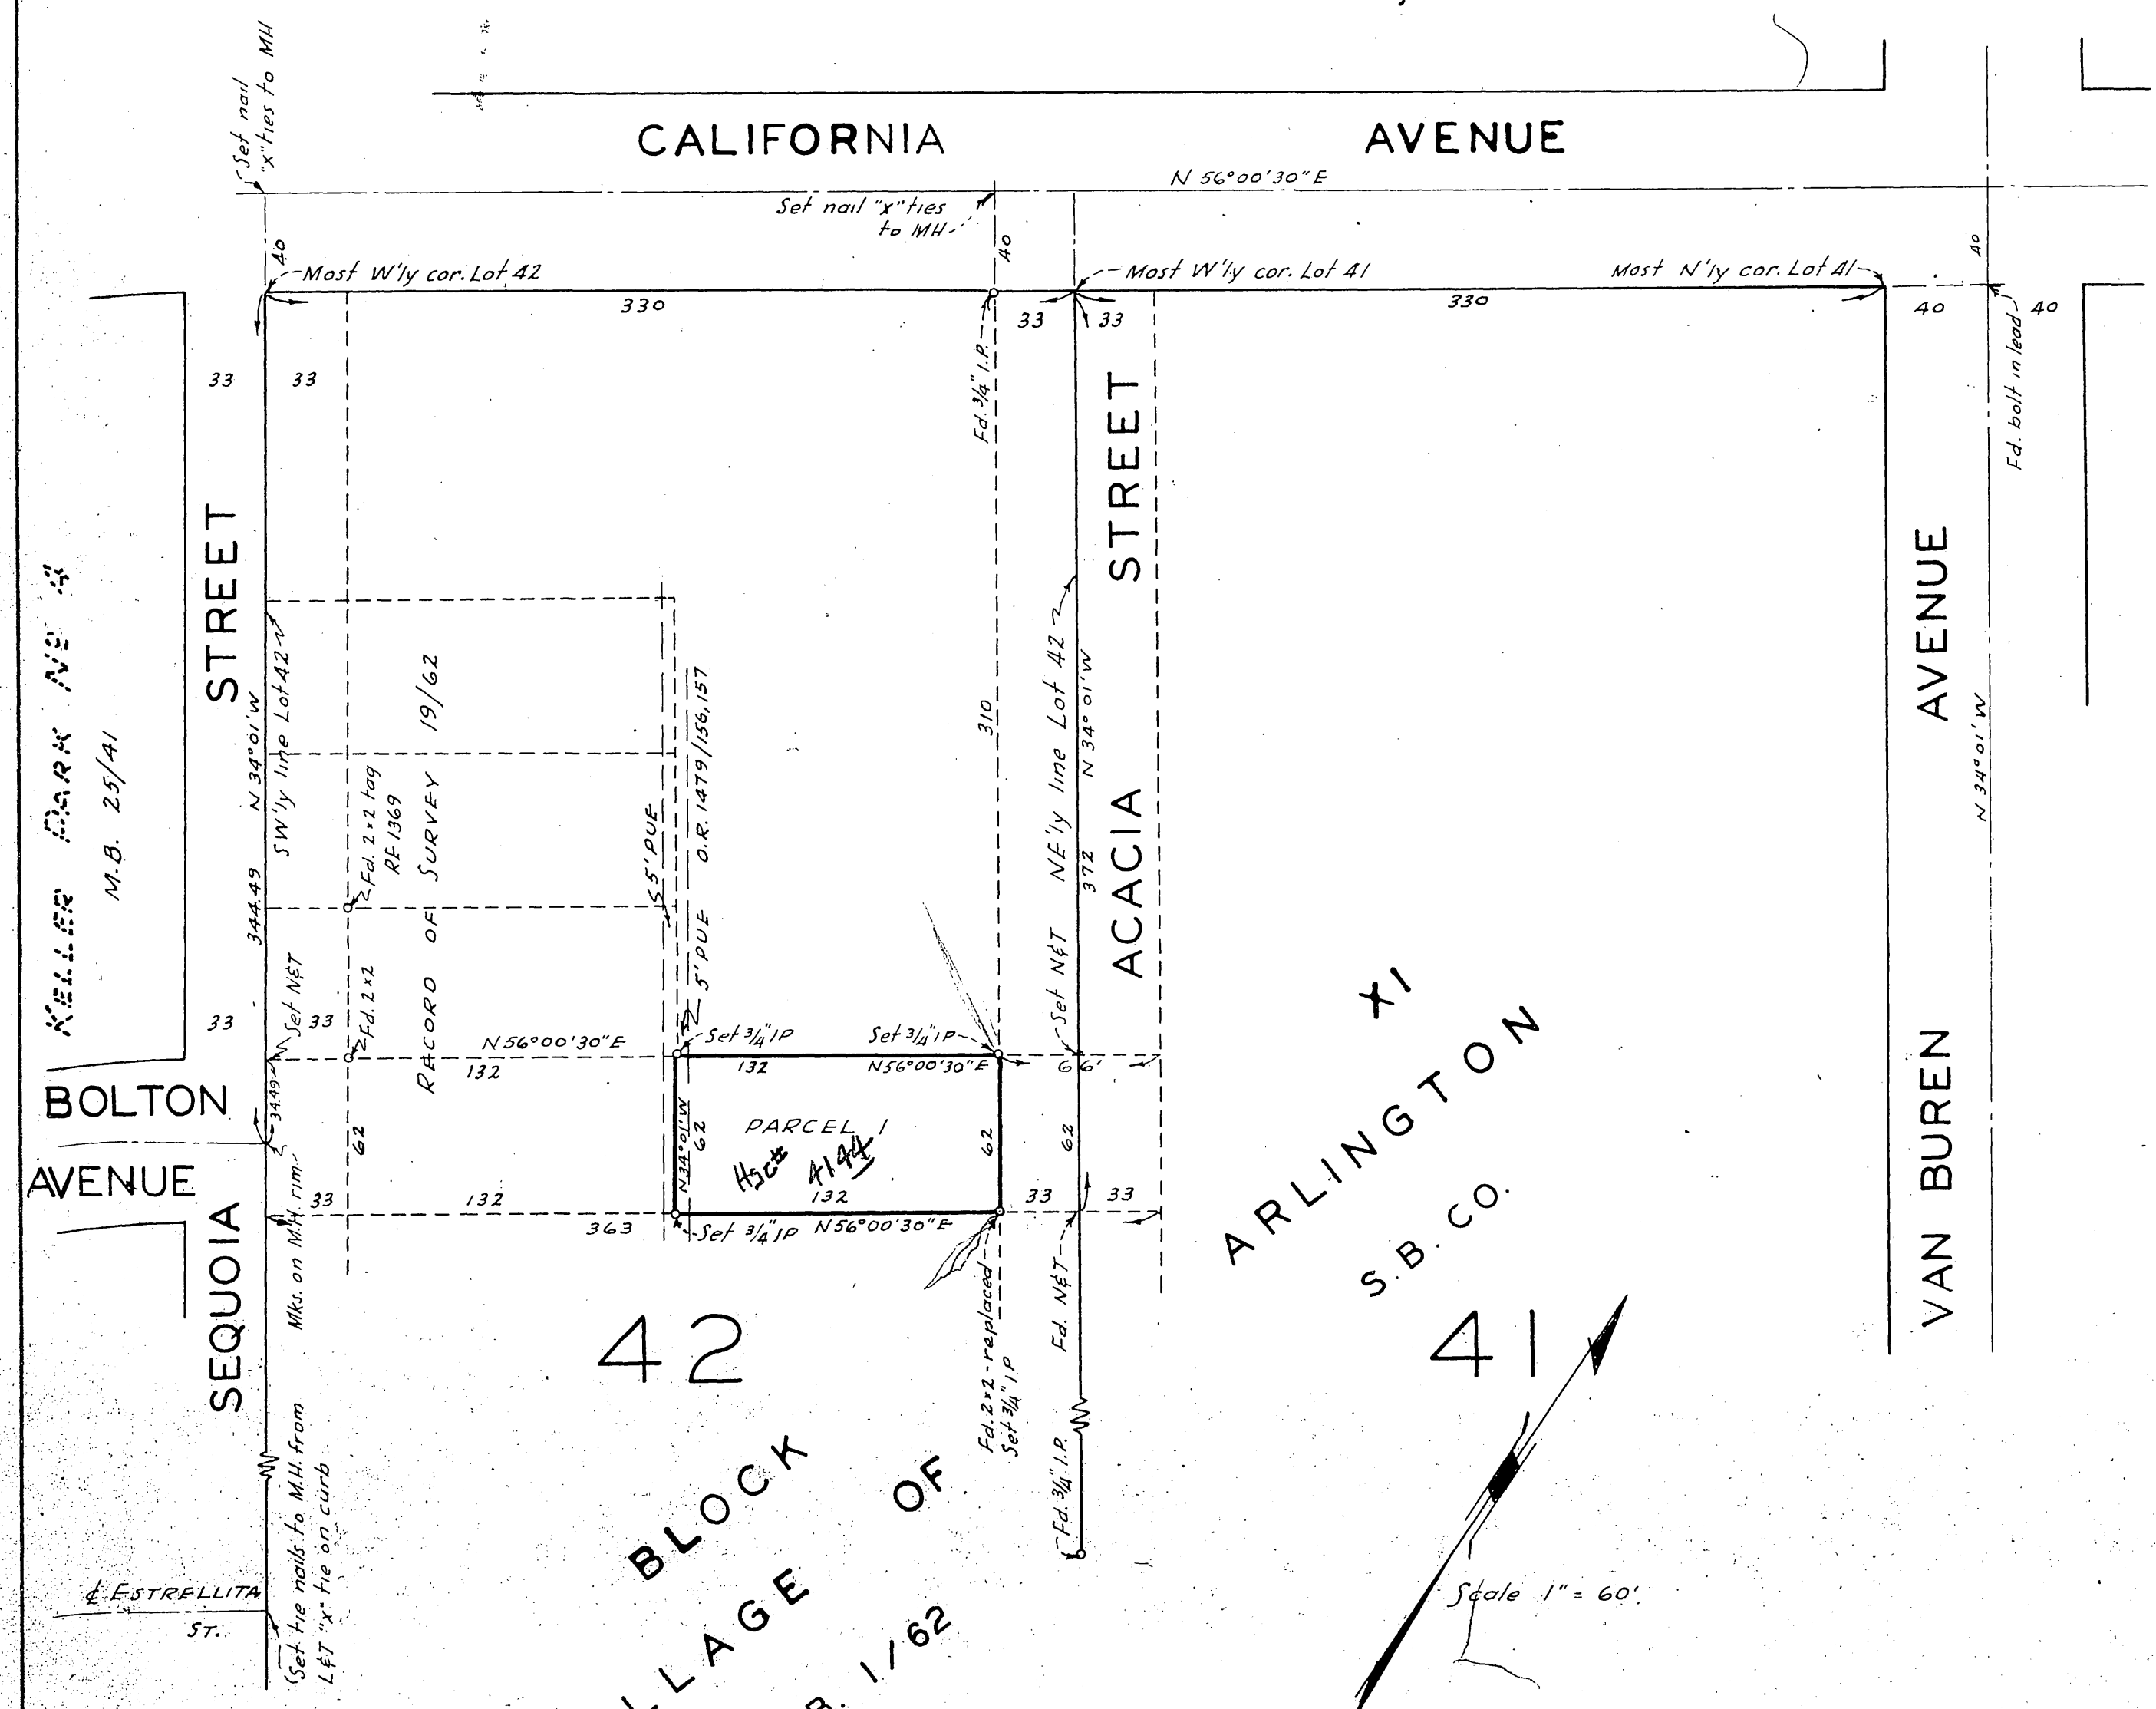 Set nail
"x" ties to MH
CALIFORNIA AVENUE
N 56°00'30" E
Set nail "x" ties
to MH
40
40
40
Most W'ly cor. Lot 42
Most W'ly cor. Lot 41
Most N'ly cor. Lot 41
330
33
33
330
40
40
Fd. bolt in lead
Fd. 3/4" I.P.
33
33
STREET
SEQUOIA
N 34°01'W
344.49
SW'ly line Lot 42
KELLER PARK Nº 4
M.B. 25/41
Fd. 2x2 tag
RE 1369
RECORD OF SURVEY 19/62
5' PUE
5' PUE O.R. 1479/156,157
310
NE'ly line Lot 42
N 34°01'W
372
STREET
ACACIA
AVENUE
VAN BUREN
N 34°01'W
33
33
Set N&T
Fd. 2x2
Set N&T
N 56°00'30" E
132
Set 3/4" IP
Set 3/4" IP
132
N 56°00'30" E
66'
BOLTON
AVENUE
34.49
62
N 34°01'W
62
PARCEL 1
62
62
132
33
132
33
33
363
Set 3/4" IP
N 56°00'30" E
Mks. on M.H. rim
Fd. 2x2 - replaced
Set 3/4" I.P
Fd. N&T
Fd. 3/4" I.P.
42
41
XI
ARLINGTON
S.B. CO.
BLOCK
OF
LLAGE
B. 1/62
Set tie nails to M.H. from
L&T "x" tie on curb
¢ ESTRELLITA
ST.
Scale 1" = 60'